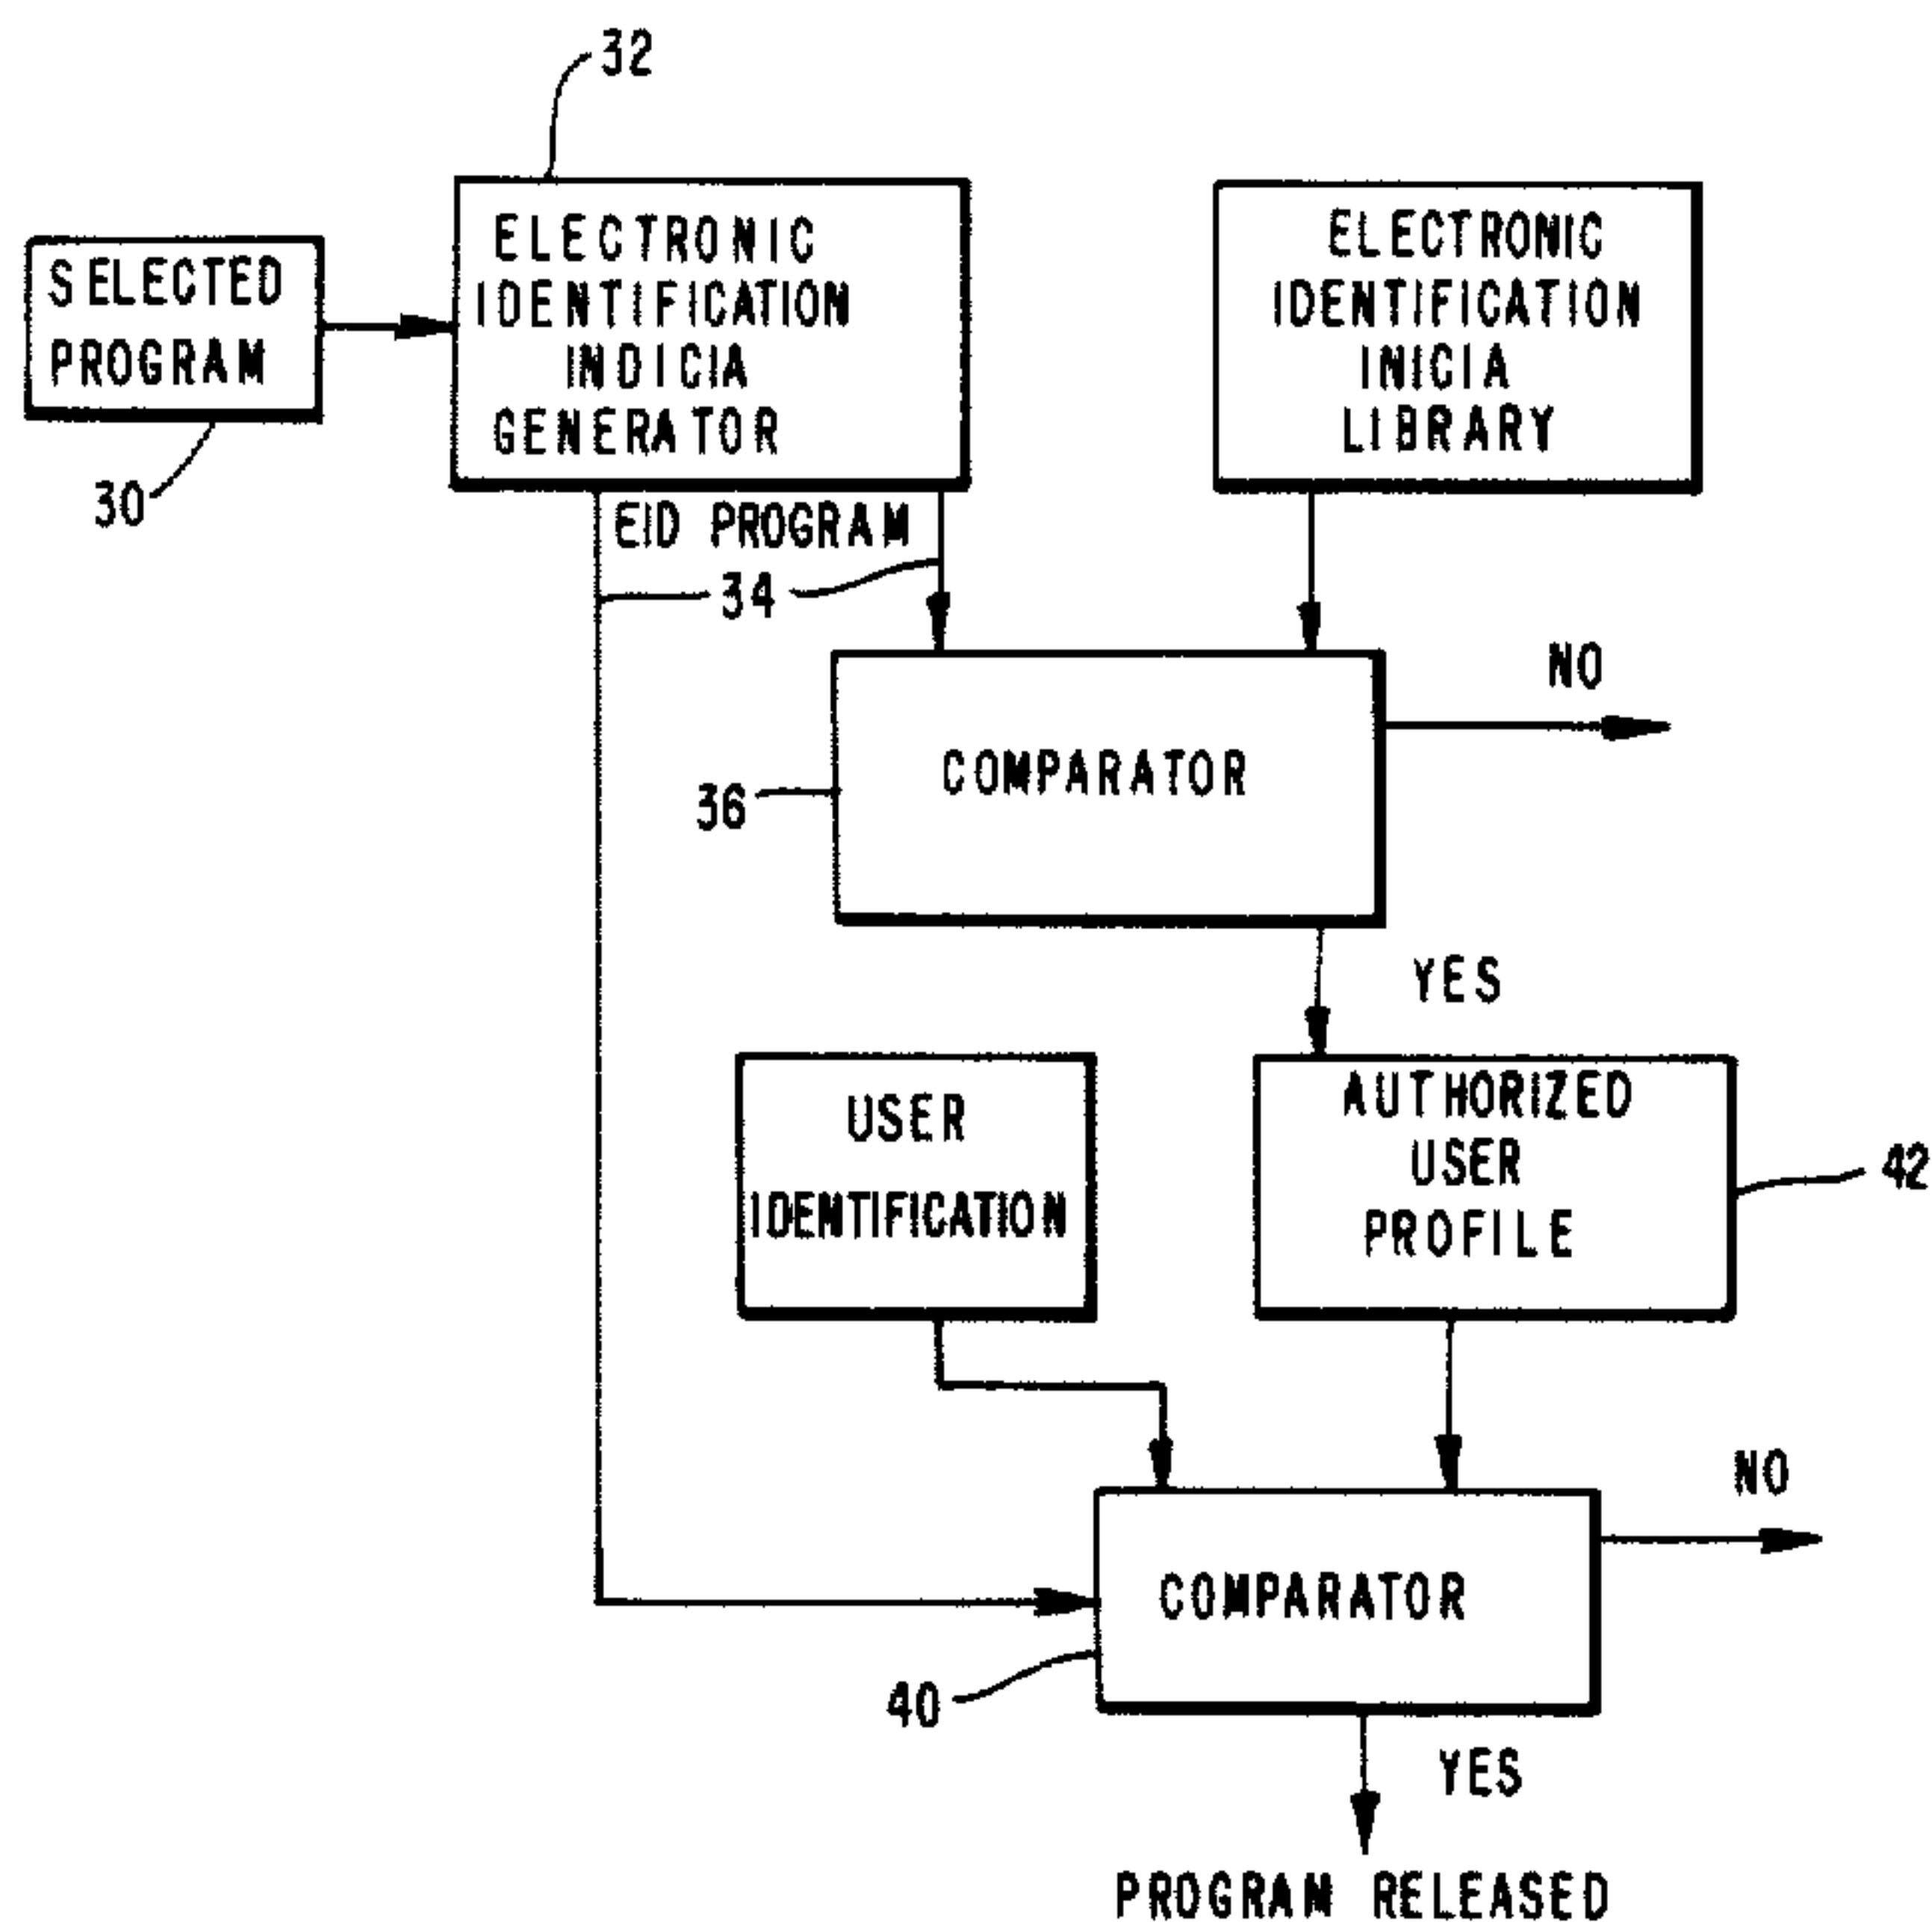 32
SELECTED
PROGRAM
30
ELECTRONIC
IDENTIFICATION
INDICIA
GENERATOR
ELECTRONIC
IDENTIFICATION
INICIA
LIBRARY
EID PROGRAM
34
COMPARATOR
36
NO
YES
USER
IDENTIFICATION
AUTHORIZED
USER
PROFILE
42
COMPARATOR
40
NO
YES
PROGRAM RELEASED